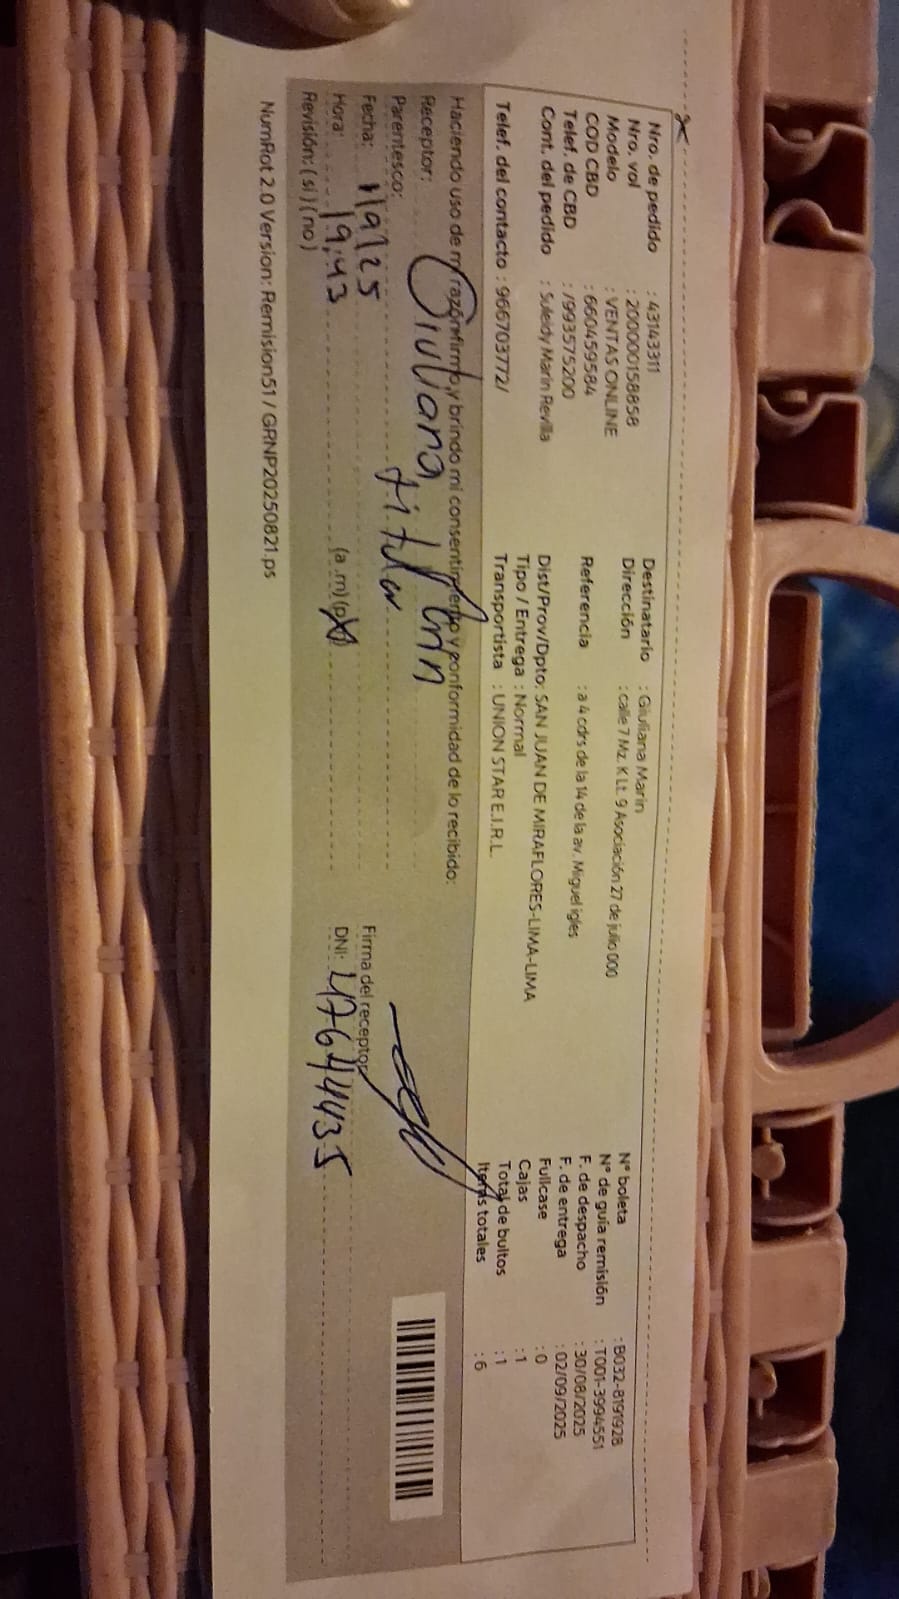 Nro. de pedido : 43143311
Nro. vol : 200000158858
Modelo : VENTAS ONLINE
COD CBD : 660459584
Telef. de CBD : /993575200
Cont. del pedido : Suleidy Marin Revilla
Telef. del contacto : 966703772/
Destinatario : Giuliana Marin
Dirección : calle 7 Mz. K Lt. 9 Asociación 27 de julio 000
Referencia : a 4 cdrs de la 14 de la av. Miguel igles
Dist/Prov/Dpto: SAN JUAN DE MIRAFLORES-LIMA-LIMA
Tipo / Entrega : Normal
Transportista : UNION STAR E.I.R.L.
N° boleta : B032-8191928
N° de guía remisión : T001-3994551
F. de despacho : 30/08/2025
F. de entrega : 02/09/2025
Fullcase : 0
Cajas : 1
Total de bultos : 1
Items totales : 6
Haciendo uso de mi razón firmo, y brindo mi consentimiento y conformidad de lo recibido:
Receptor: Giuliana Marin
Parentesco: titular
Fecha: 1/9/25
Hora: 19:43 (a .m) (p
Revisión: ( si ) ( no )
Firma del receptor
DNI: 47644435
NumRot 2.0 Version: Remision51 / GRNP20250821.ps